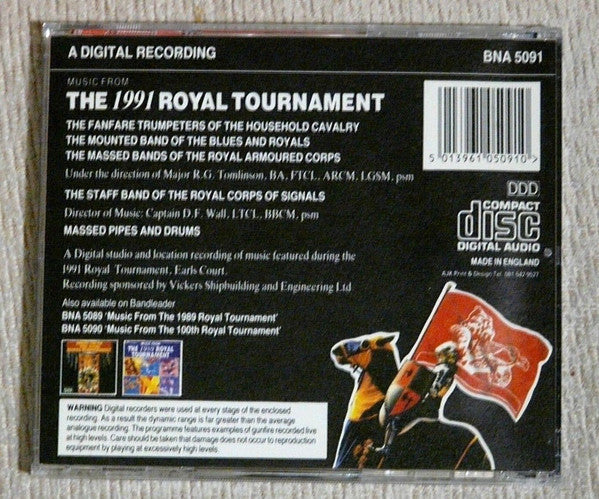 A DIGITAL RECORDING
BNA 5091
MUSIC FROM
THE 1991 ROYAL TOURNAMENT
THE FANFARE TRUMPETERS OF THE HOUSEHOLD CAVALRY
THE MOUNTED BAND OF THE BLUES AND ROYALS
THE MASSED BANDS OF THE ROYAL ARMOURED CORPS
Under the direction of Major R.G. Tomlinson, BA, FTCL, ARCM, LGSM, psm
THE STAFF BAND OF THE ROYAL CORPS OF SIGNALS
Director of Music: Captain D.F. Wall, LTCL, BBCM, psm
MASSED PIPES AND DRUMS
A Digital studio and location recording of music featured during the
1991 Royal Tournament, Earls Court.
Recording sponsored by Vickers Shipbuilding and Engineering Ltd
Also available on Bandleader
BNA 5089 'Music From The 1989 Royal Tournament'
BNA 5090 'Music From The 100th Royal Tournament'
5 013961 050910>
DDD
COMPACT
disc
DIGITAL AUDIO
MADE IN ENGLAND
AJA Print & Design Tel: 081 542 9027
ROYAL TOURNAMENT
WARNING Digital recorders were used at every stage of the enclosed
recording. As a result the dynamic range is far greater than the average
analogue recording. The programme features examples of gunfire recorded live
at high levels. Care should be taken that damage does not occur to reproduction
equipment by playing at excessively high levels.